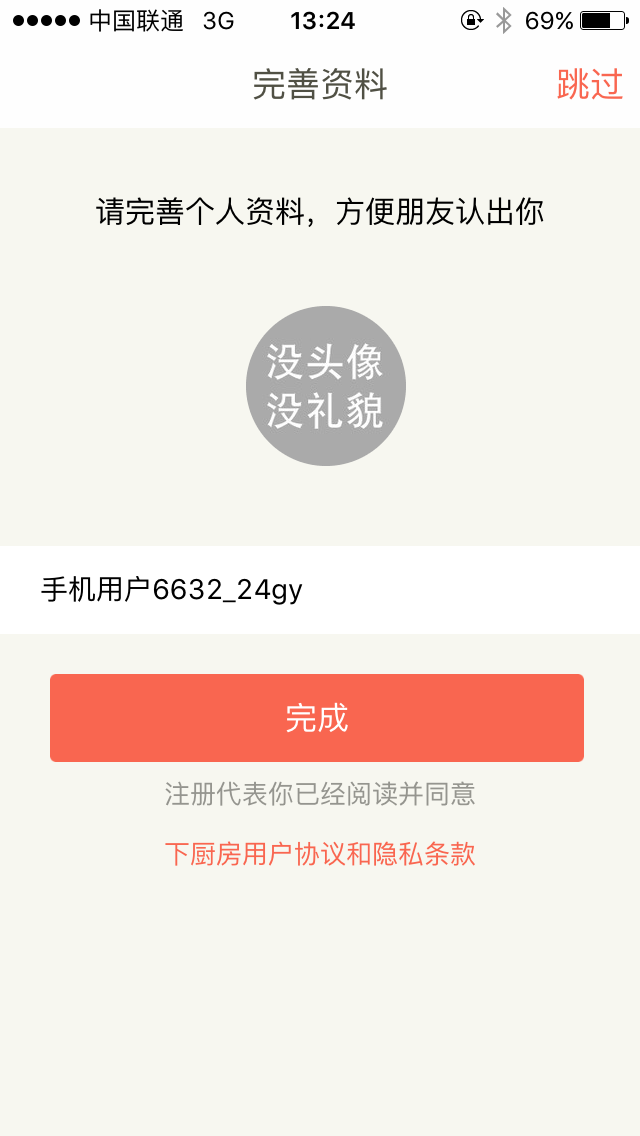 中国联通 3G 13:24 69%
完善资料 跳过
请完善个人资料，方便朋友认出你
没头像
没礼貌
手机用户6632_24gy
完成
注册代表你已经阅读并同意
下厨房用户协议和隐私条款